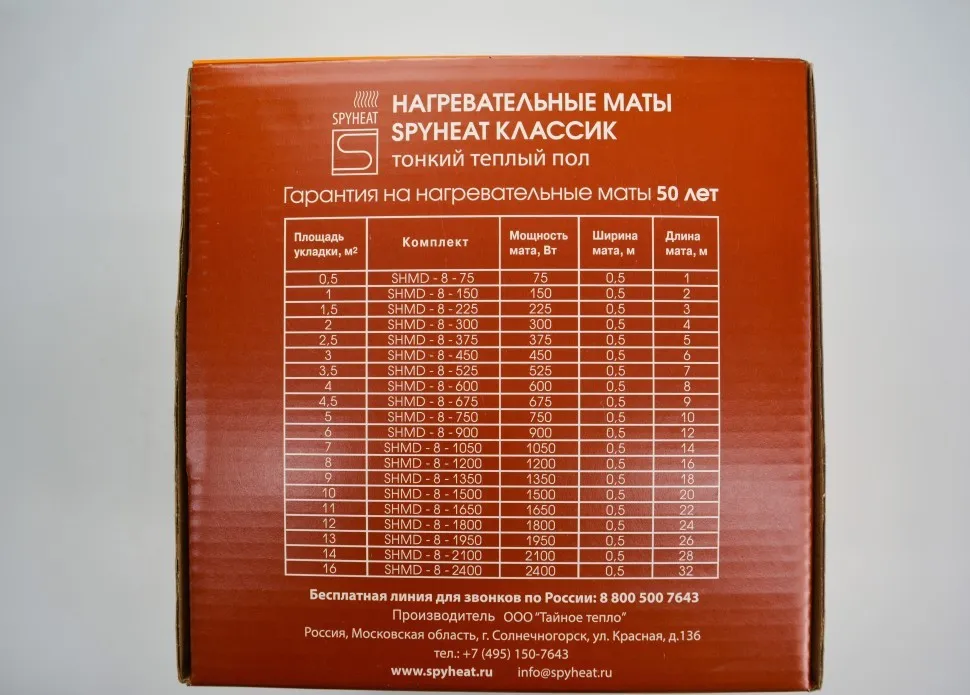 SPYHEAT
НАГРЕВАТЕЛЬНЫЕ МАТЫ
SPYHEAT КЛАССИК
ТОНКИЙ ТЕПЛЫЙ ПОЛ
Гарантия на нагревательные маты 50 лет
Площадь укладки, м2 Комплект Мощность мата, Вт Ширина мата, м Длина мата, м
0,5 SHMD - 8 - 75 75 0,5 1
1 SHMD - 8 - 150 150 0,5 2
1,5 SHMD - 8 - 225 225 0,5 3
2 SHMD - 8 - 300 300 0,5 4
2,5 SHMD - 8 - 375 375 0,5 5
3 SHMD - 8 - 450 450 0,5 6
3,5 SHMD - 8 - 525 525 0,5 7
4 SHMD - 8 - 600 600 0,5 8
4,5 SHMD - 8 - 675 675 0,5 9
5 SHMD - 8 - 750 750 0,5 10
6 SHMD - 8 - 900 900 0,5 12
7 SHMD - 8 - 1050 1050 0,5 14
8 SHMD - 8 - 1200 1200 0,5 16
9 SHMD - 8 - 1350 1350 0,5 18
10 SHMD - 8 - 1500 1500 0,5 20
11 SHMD - 8 - 1650 1650 0,5 22
12 SHMD - 8 - 1800 1800 0,5 24
13 SHMD - 8 - 1950 1950 0,5 26
14 SHMD - 8 - 2100 2100 0,5 28
16 SHMD - 8 - 2400 2400 0,5 32
Бесплатная линия для звонков по России: 8 800 500 7643
Производитель ООО "Тайное тепло"
Россия, Московская область, г. Солнечногорск, ул. Красная, д.136
тел.: +7 (495) 150-7643
www.spyheat.ru info@spyheat.ru